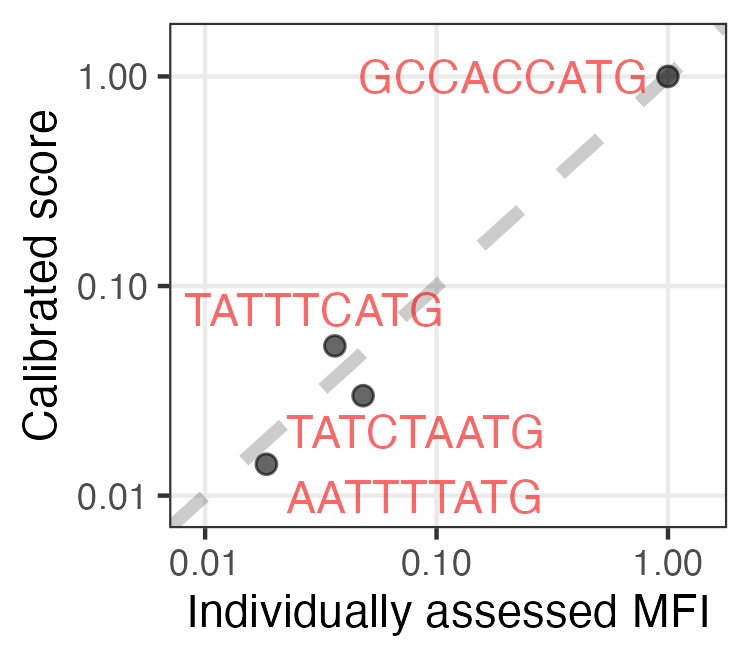 1.00
GCCACCATG
0.10
TATTTCATG
TATCTAATG
0.01
AATTTTATG
0.01 0.10 1.00
Calibrated score
Individually assessed MFI